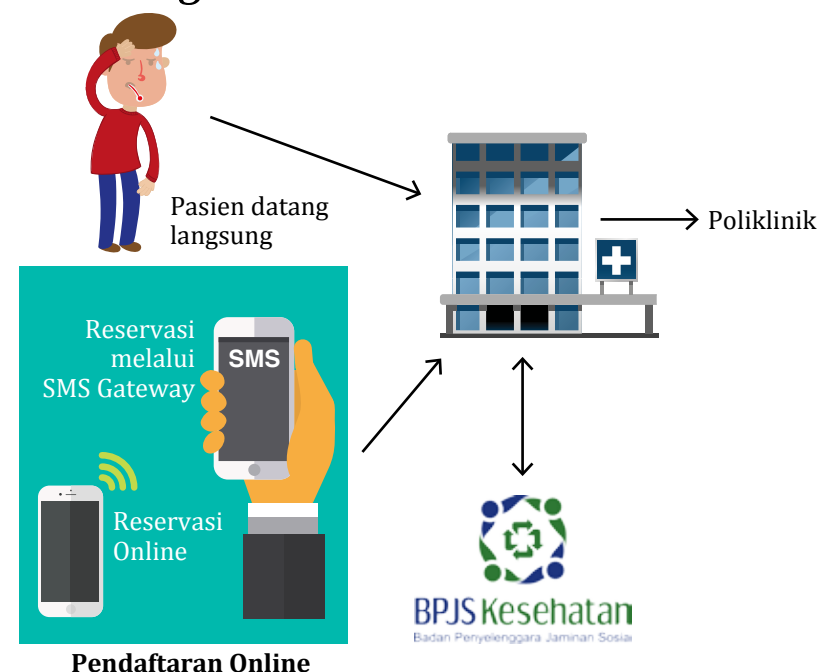 Pasien datang
langsung
Poliklinik
Reservasi
melalui
SMS Gateway
SMS
Reservasi
Online
BPJS Kesehatan
Badan Penyelenggara Jaminan Sosial
Pendaftaran Online